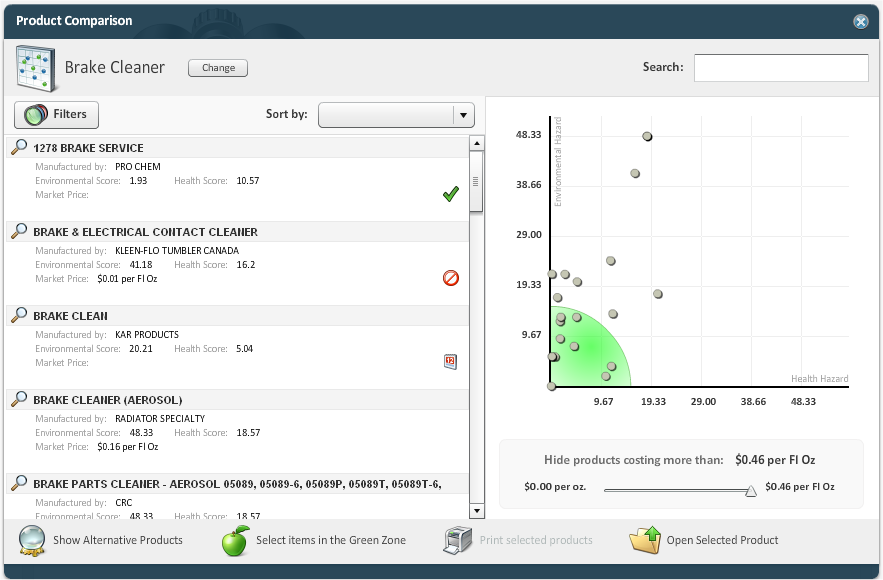 Product Comparison
Brake Cleaner
Change
Search:
Filters
Sort by:
1278 BRAKE SERVICE
Manufactured by: PRO CHEM
Environmental Score: 1.93 Health Score: 10.57
Market Price:
BRAKE & ELECTRICAL CONTACT CLEANER
Manufactured by: KLEEN-FLO TUMBLER CANADA
Environmental Score: 41.18 Health Score: 16.2
Market Price: $0.01 per Fl Oz
BRAKE CLEAN
Manufactured by: KAR PRODUCTS
Environmental Score: 20.21 Health Score: 5.04
Market Price:
12
BRAKE CLEANER (AEROSOL)
Manufactured by: RADIATOR SPECIALTY
Environmental Score: 48.33 Health Score: 18.57
Market Price: $0.16 per Fl Oz
BRAKE PARTS CLEANER - AEROSOL 05089, 05089-6, 05089P, 05089T, 05089T-6,
Manufactured by: CRC
Environmental Score: 48.33 Health Score: 18.57
Environmental Hazard
48.33
38.66
29.00
19.33
9.67
Health Hazard
9.67 19.33 29.00 38.66 48.33
Hide products costing more than: $0.46 per Fl Oz
$0.00 per oz. $0.46 per Fl Oz
Show Alternative Products
Select items in the Green Zone
Print selected products
Open Selected Product